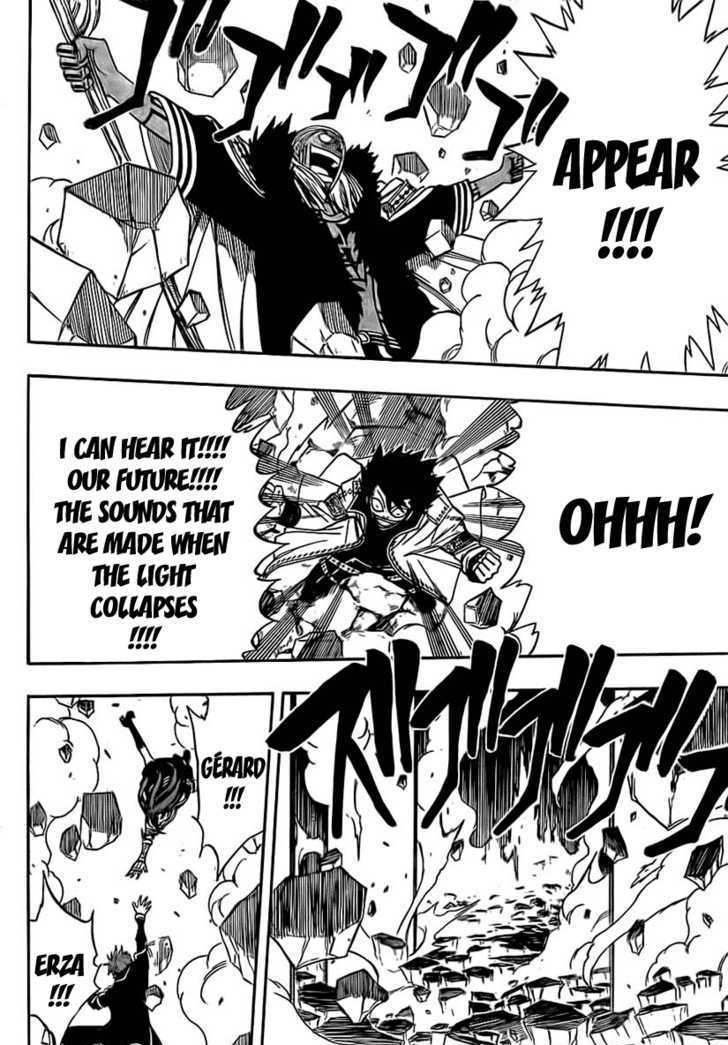 APPEAR
!!!!
OHHH!
I CAN HEAR IT!!!!
OUR FUTURE!!!!
THE SOUNDS THAT
ARE MADE WHEN
THE LIGHT
COLLAPSES
!!!!
GÉRARD
!!!
ERZA
!!!